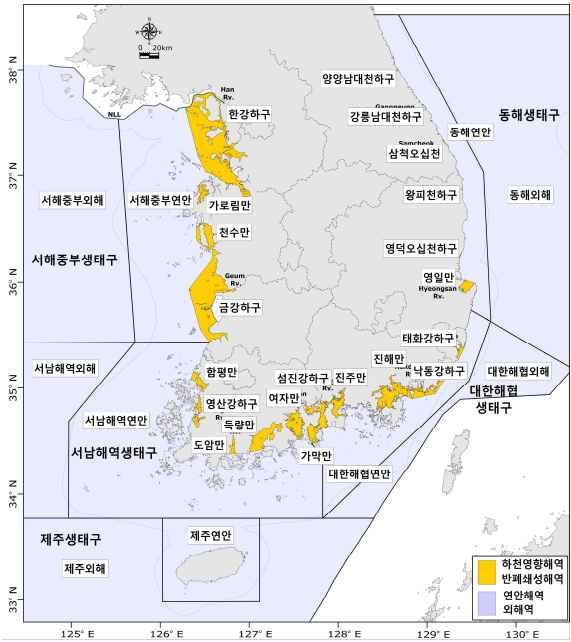 N
W E
S
0 20km
38° N
37° N
36° N
35° N
34° N
33° N
NLL
Han
Rv.
한강하구
양양남대천하구
Gangneung
강릉남대천하구
Samcheok
삼척오십천
동해연안
동해생태구
동해외해
서해중부외해
서해중부연안
가로림만
왕피천하구
천수만
서해중부생태구
영덕오십천하구
Geum
Rv.
영일만
Hyeongsan
Rv.
금강하구
태화강하구
서남해역외해
함평만
섬진강하구
진주만
진해만
낙동강하구
대한해협외해
대한해협
생태구
영산강하구
여자만
서남해역연안
득량만
도암만
서남해역생태구
가막만
대한해협연안
제주생태구
제주연안
제주외해
하천영향해역
반폐쇄성해역
연안해역
외해역
125° E
126° E
127° E
128° E
129° E
130° E